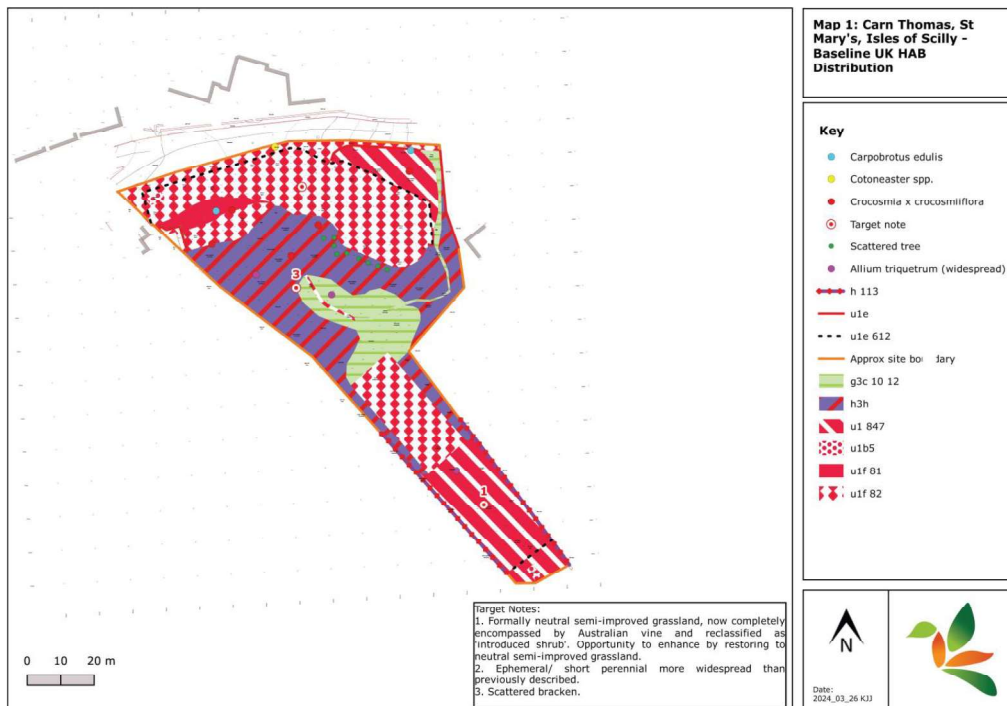 Map 1: Carn Thomas, St
Mary's, Isles of Scilly -
Baseline UK HAB
Distribution
Key
Carpobrotus edulis
Cotoneaster spp.
Crocosmia x crocosmiiflora
Target note
Scattered tree
Allium triquetrum (widespread)
h 113
u1e
u1e 612
Approx site bou dary
g3c 10 12
h3h
u1 847
u1b5
u1f 81
u1f 82
3
1
Target Notes:
1. Formally neutral semi-improved grassland, now completely
encompassed by Australian vine and reclassified as
'introduced shrub'. Opportunity to enhance by restoring to
neutral semi-improved grassland.
2. Ephemeral/ short perennial more widespread than
previously described.
3. Scattered bracken.
0 10 20 m
N
Date:
2024_03_26 KJJ